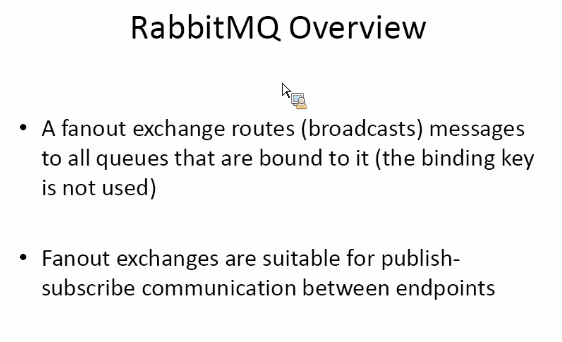 RabbitMQ Overview
• A fanout exchange routes (broadcasts) messages
to all queues that are bound to it (the binding key
is not used)
• Fanout exchanges are suitable for publish-
subscribe communication between endpoints